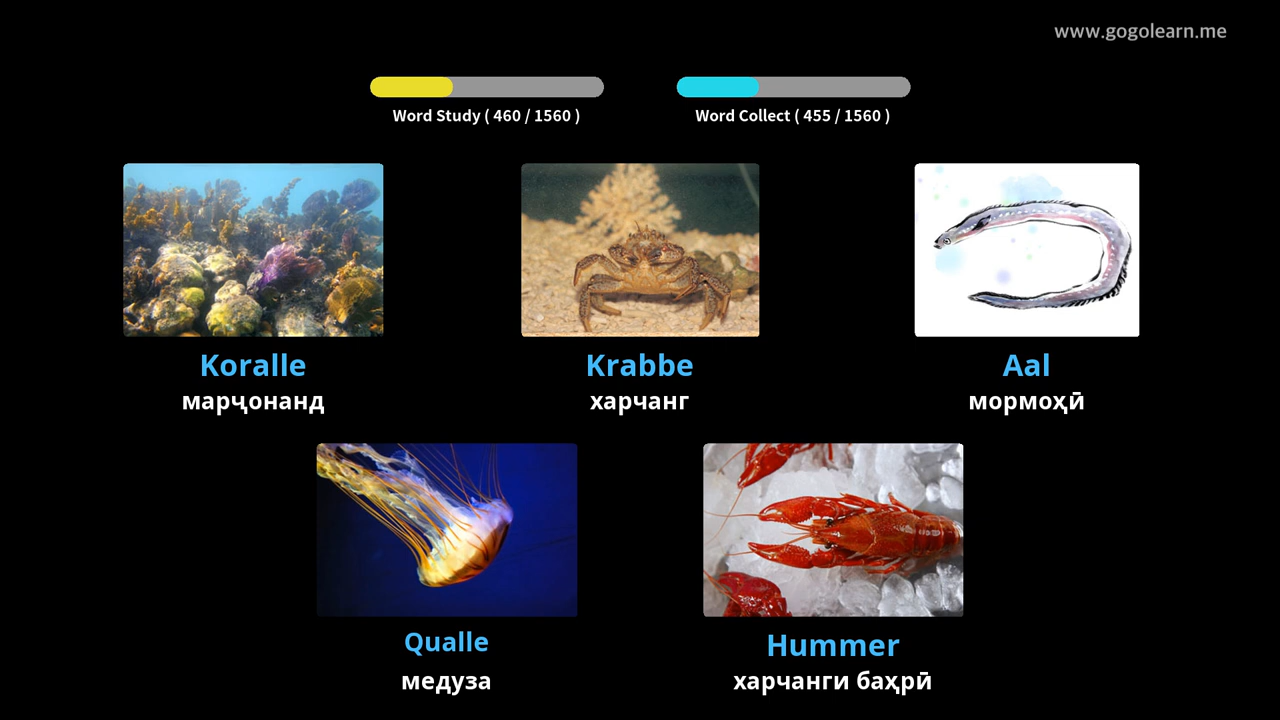 www.gogolearn.me
Word Study ( 460 / 1560 )
Word Collect ( 455 / 1560 )
Koralle
марҷонанд
Krabbe
харчанг
Aal
мормоҳӣ
Qualle
медуза
Hummer
харчанги баҳрӣ